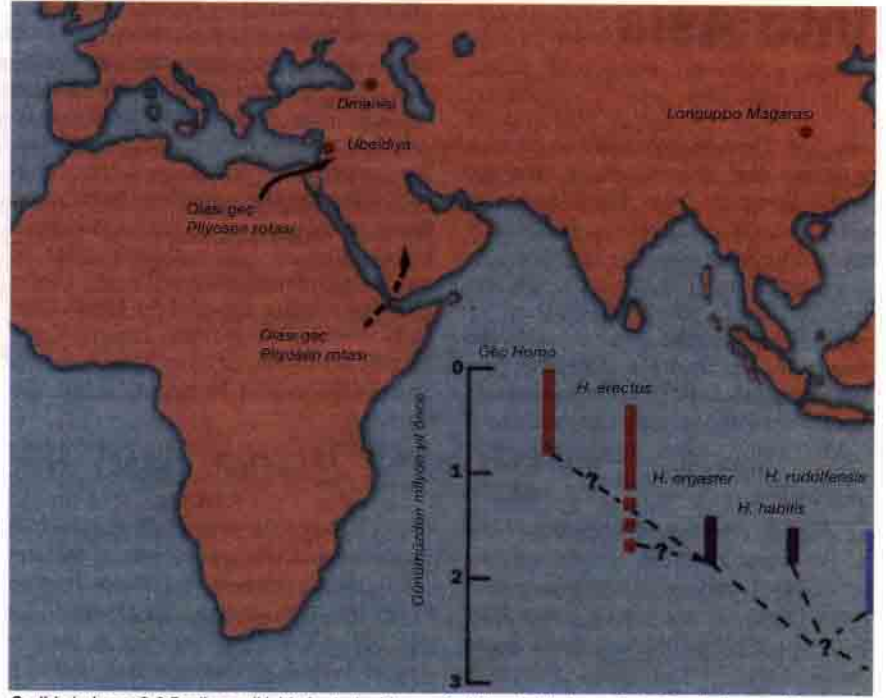 Dmanisi
Longuppo Magarası
Ubeidiya
Olası geç
Pliyosen rotası
Olası geç
Pliyosen rotası
Geç Homo
0
H. erectus
H. ergaster
H. rudolfensis
H. habilis
Günümüzden milyon yıl önce
1
?
2
?
?
3